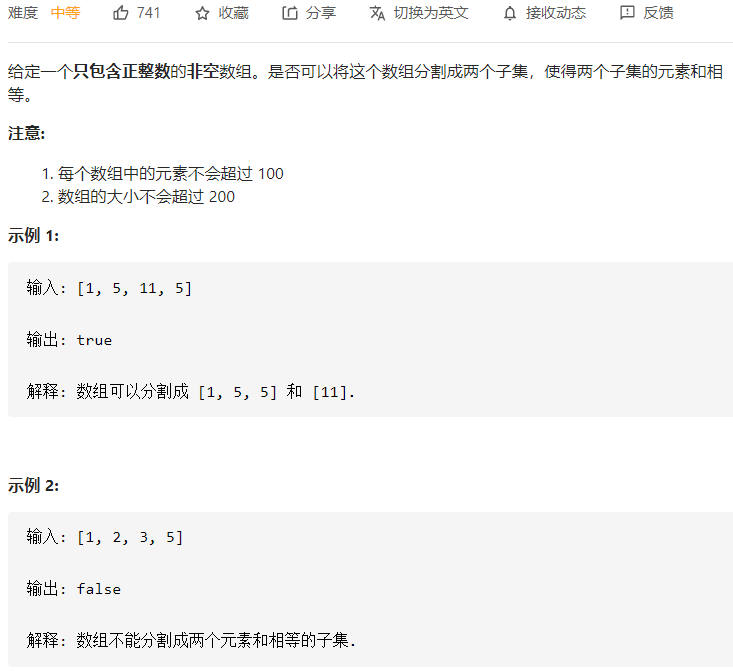 难度 中等 741 收藏 分享 切换为英文 接收动态 反馈
给定一个只包含正整数的非空数组。是否可以将这个数组分割成两个子集，使得两个子集的元素和相
等。
注意:
1. 每个数组中的元素不会超过 100
2. 数组的大小不会超过 200
示例 1:
输入: [1, 5, 11, 5]
输出: true
解释: 数组可以分割成 [1, 5, 5] 和 [11].
示例 2:
输入: [1, 2, 3, 5]
输出: false
解释: 数组不能分割成两个元素和相等的子集.